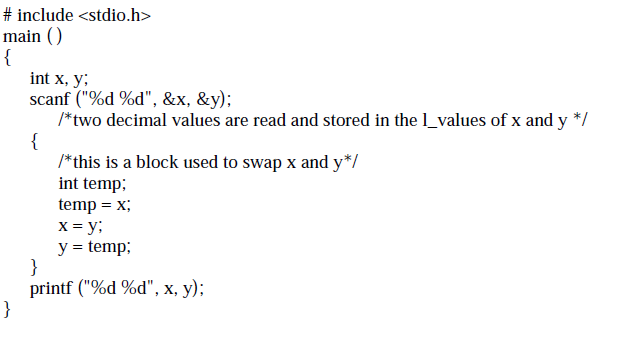 # include <stdio.h>
main ()
{
int x, y;
scanf ("%d %d", &x, &y);
/*two decimal values are read and stored in the l_values of x and y */
{
/*this is a block used to swap x and y*/
int temp;
temp = x;
x = y;
y = temp;
}
printf ("%d %d", x, y);
}